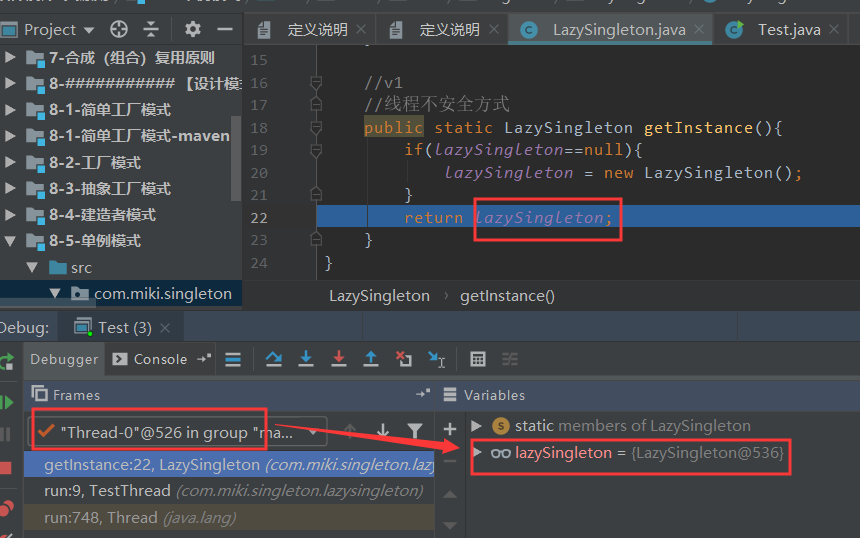 Project
定义说明
定义说明
LazySingleton.java
Test.java
7-合成（组合）复用原则
8-########### 【设计模
8-1-简单工厂模式
8-1-简单工厂模式-maven
8-2-工厂模式
8-3-抽象工厂模式
8-4-建造者模式
8-5-单例模式
src
com.miki.singleton
15
16 //v1
17 //线程不安全方式
18 public static LazySingleton getInstance(){
19 if(lazySingleton==null){
20 lazySingleton = new LazySingleton();
21 }
22 return lazySingleton;
23 }
24 }
LazySingleton › getInstance()
Debug: Test (3)
Debugger Console
Frames
Variables
"Thread-0"@526 in group "ma...
getInstance:22, LazySingleton (com.miki.singleton.lazy
run:9, TestThread (com.miki.singleton.lazysingleton)
run:748, Thread (java.lang)
static members of LazySingleton
lazySingleton = {LazySingleton@536}